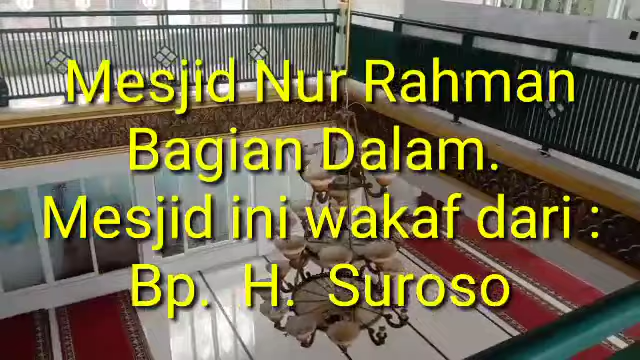 Mesjid Nur Rahman
Bagian Dalam.
Mesjid ini wakaf dari :
Bp. H. Suroso